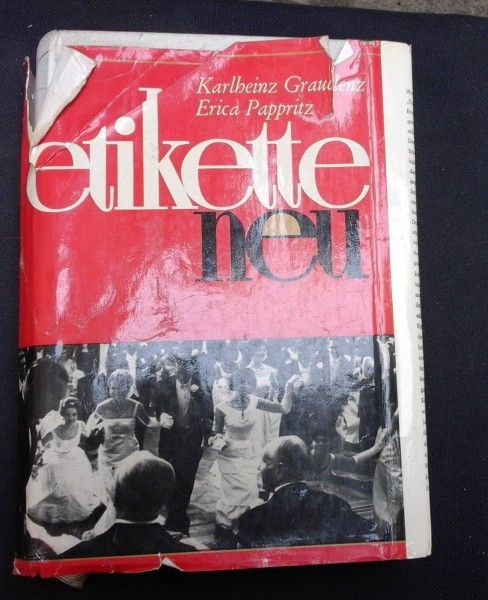 Karlheinz Graudenz
Erica Pappritz
etikette
neu